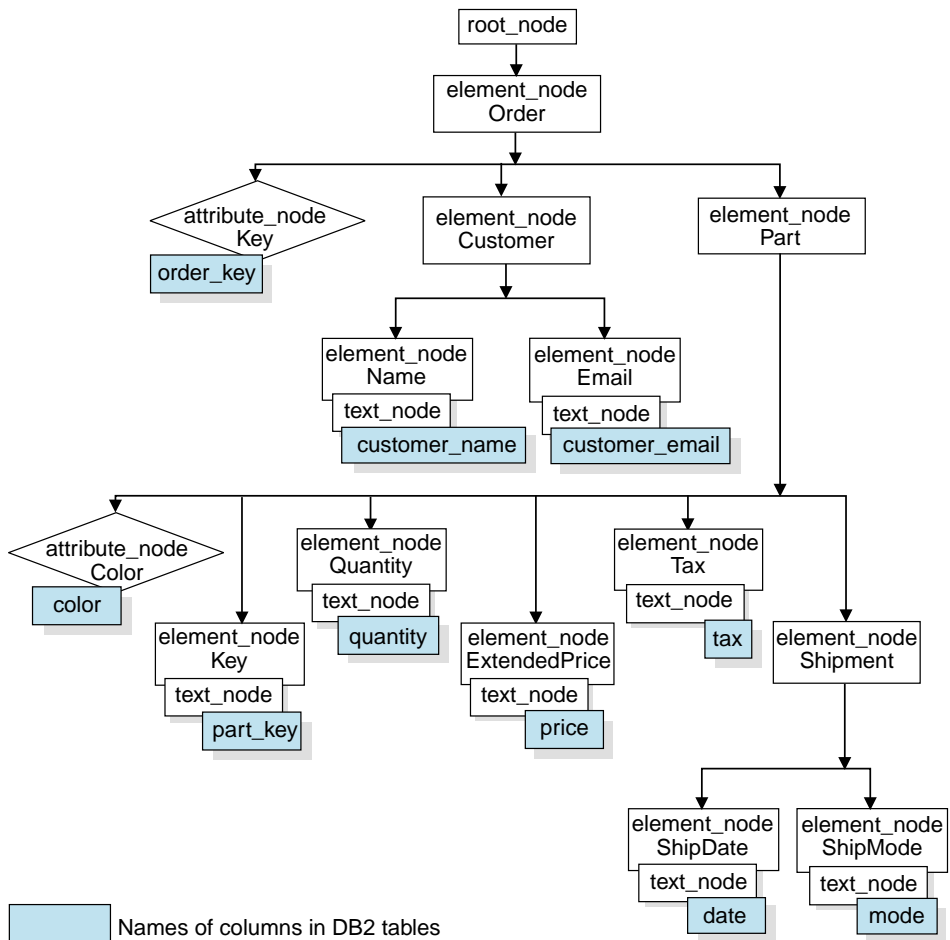 root_node
element_node
Order
attribute_node
Key
order_key
element_node
Customer
element_node
Part
element_node
Name
text_node
customer_name
element_node
Email
text_node
customer_email
attribute_node
Color
color
element_node
Key
text_node
part_key
element_node
Quantity
text_node
quantity
element_node
ExtendedPrice
text_node
price
element_node
Tax
text_node
tax
element_node
Shipment
element_node
ShipDate
text_node
date
element_node
ShipMode
text_node
mode
Names of columns in DB2 tables